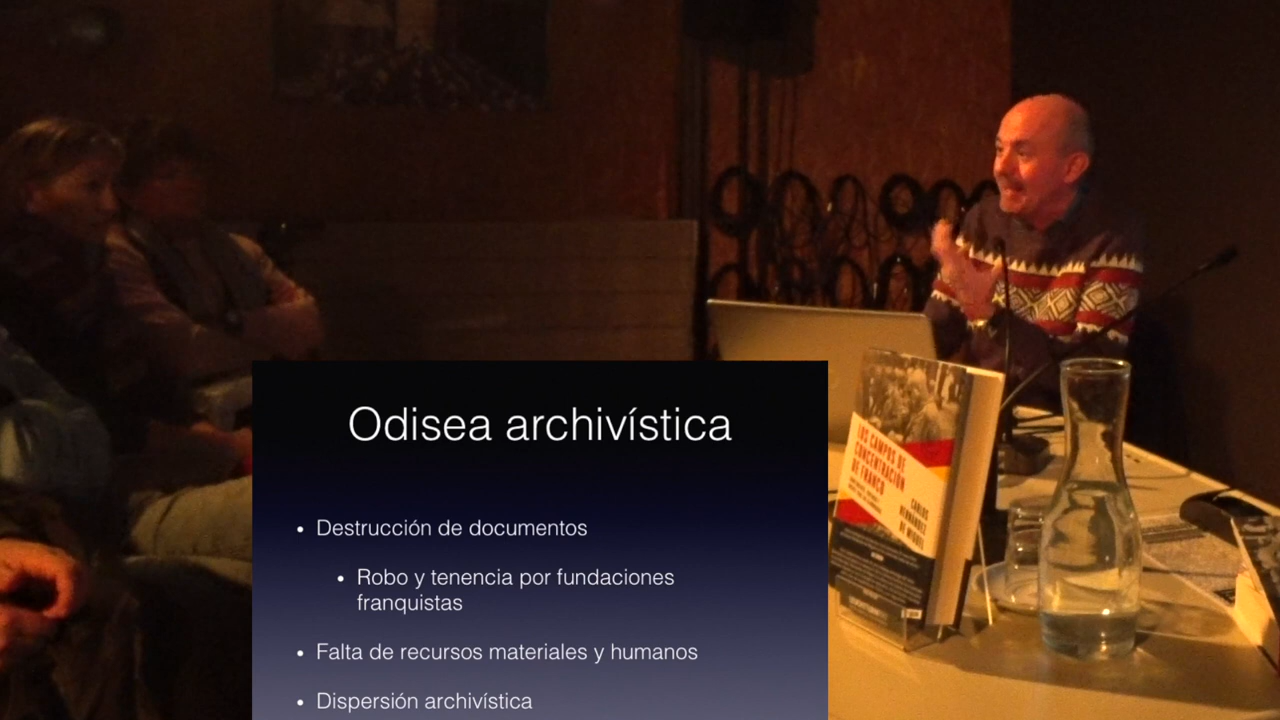 Odisea archivística
• Destrucción de documentos
• Robo y tenencia por fundaciones
franquistas
• Falta de recursos materiales y humanos
• Dispersión archivística
LOS CAMPOS DE
CONCENTRACIÓN
DE FRANCO
CARLOS
HERNÁNDEZ
DE MIGUEL